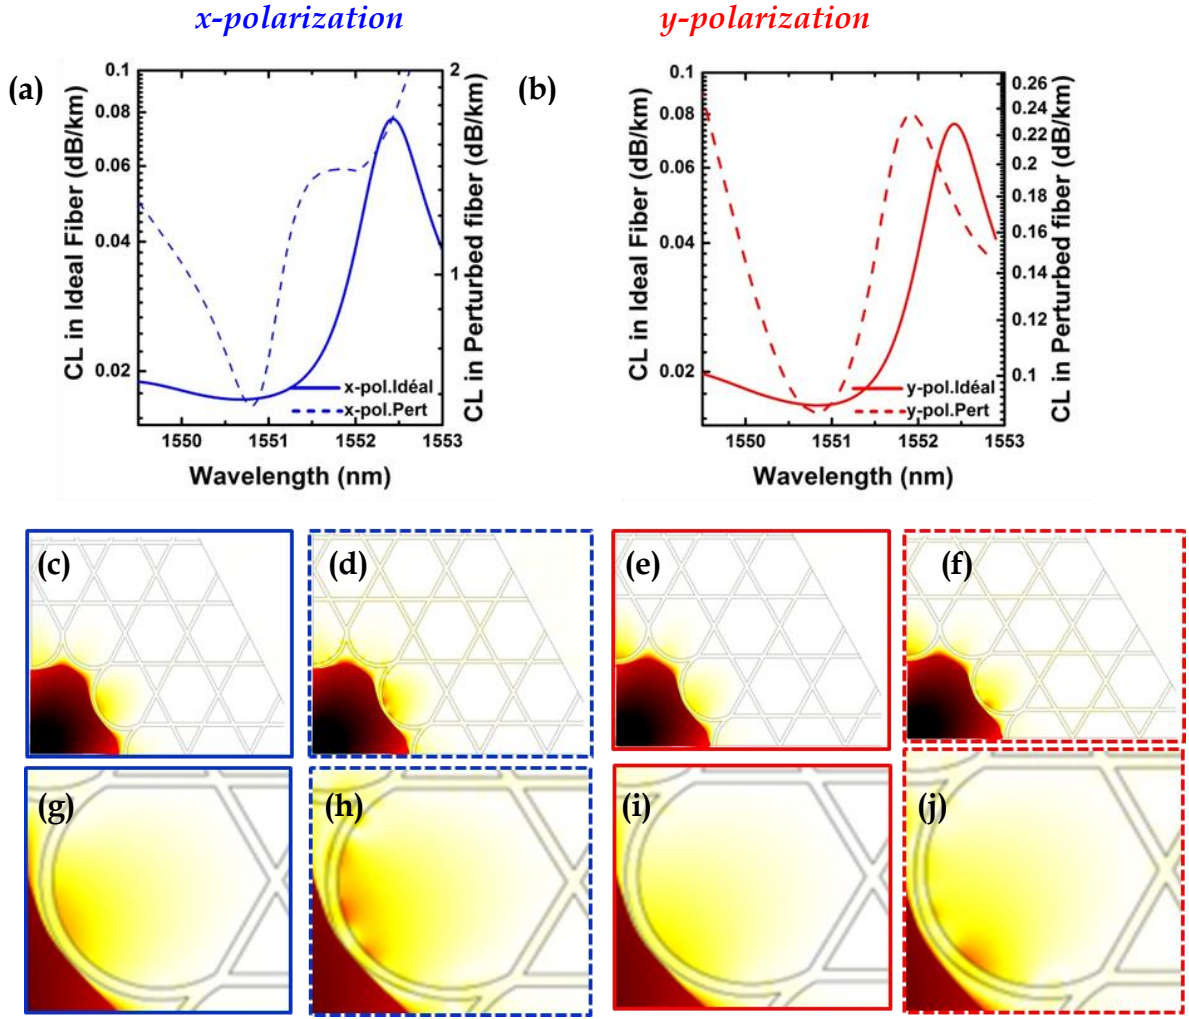 x-polarization
y-polarization
(a)
CL in Ideal Fiber (dB/km)
0.1
0.08
0.06
0.04
0.02
2
1
CL in Perturbed fiber (dB/km)
x-pol.Idéal
x-pol.Pert
1550
1551
1552
1553
Wavelength (nm)
(b)
CL in Ideal Fiber (dB/km)
0.1
0.08
0.06
0.04
0.02
0.26
0.24
0.22
0.2
0.18
0.16
0.14
0.12
0.1
CL in Perturbed fiber (dB/km)
y-pol.Idéal
y-pol.Pert
1550
1551
1552
1553
Wavelength (nm)
(c)
(d)
(e)
(f)
(g)
(h)
(i)
(j)